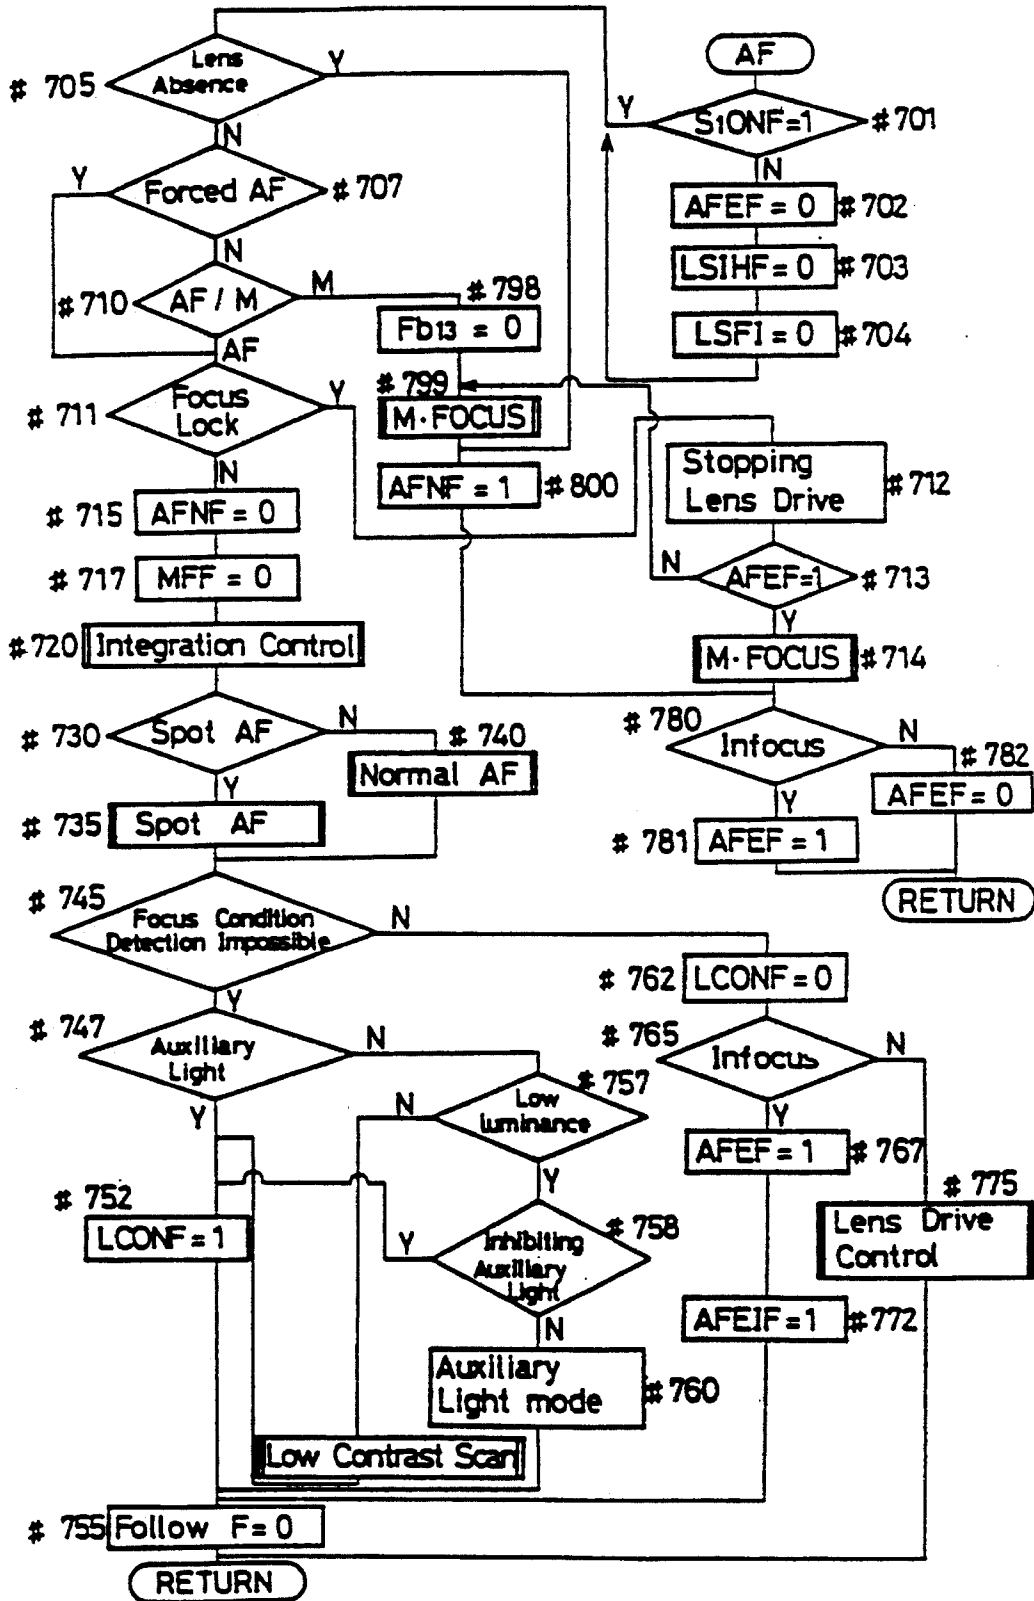 AF
S1ONF=1
#701
Y
N
AFEF = 0
#702
LSIHF = 0
#703
LSFI = 0
#704
Lens
Absence
# 705
Y
N
Forced AF
#707
Y
N
AF / M
#710
M
AF
#798
Fb13 = 0
# 799
M·FOCUS
AFNF = 1
#800
Focus
Lock
# 711
Y
N
Stopping
Lens Drive
#712
AFEF=1
#713
N
Y
M·FOCUS
#714
# 715
AFNF = 0
# 717
MFF = 0
#720
Integration Control
# 730
Spot AF
N
Y
# 740
Normal AF
# 735
Spot AF
# 780
Infocus
N
Y
# 782
AFEF = 0
# 781
AFEF = 1
RETURN
# 745
Focus Condition
Detection Impossible
N
Y
# 762
LCONF = 0
# 765
Infocus
N
Y
AFEF = 1
#767
# 775
Lens Drive
Control
AFEIF = 1
#772
# 747
Auxiliary
Light
N
Y
#757
Low
luminance
N
Y
#758
Inhibiting
Auxiliary
Light
Y
N
# 752
LCONF = 1
Auxiliary
Light mode
#760
Low Contrast Scan
# 755
Follow F = 0
RETURN